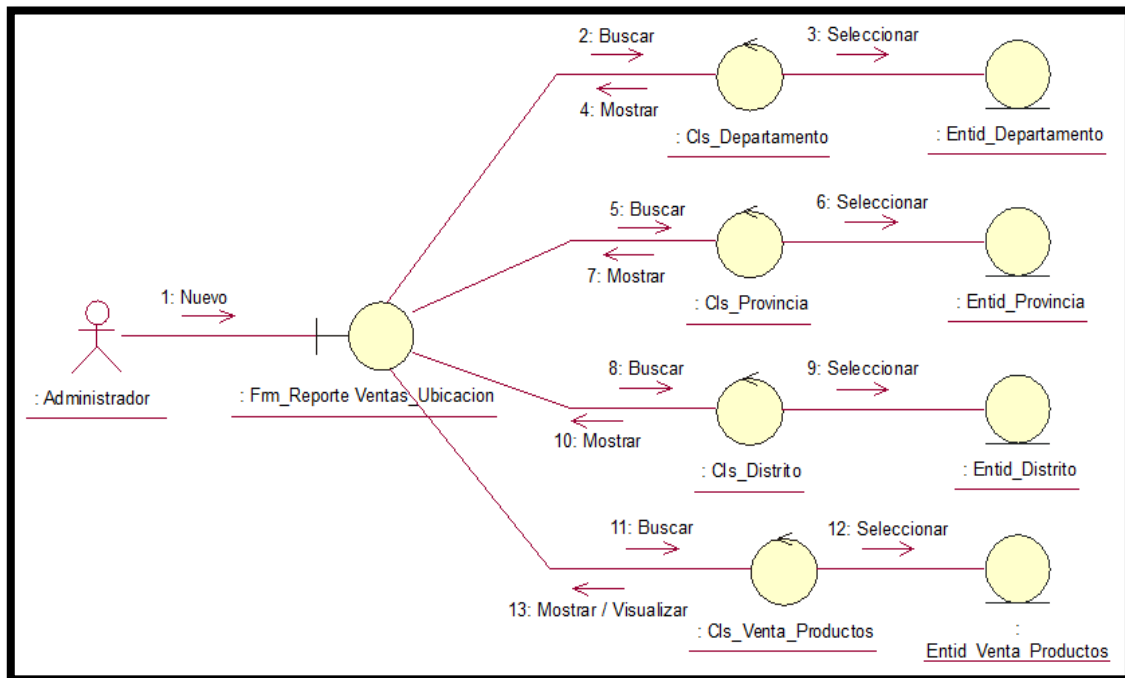 2: Buscar
3: Seleccionar
4: Mostrar
: Cls_Departamento
: Entid_Departamento
5: Buscar
6: Seleccionar
7: Mostrar
: Cls_Provincia
: Entid_Provincia
1: Nuevo
: Administrador
: Frm_Reporte Ventas_Ubicacion
8: Buscar
9: Seleccionar
10: Mostrar
: Cls_Distrito
: Entid_Distrito
11: Buscar
12: Seleccionar
13: Mostrar / Visualizar
: Cls_Venta_Productos
:
Entid_Venta_Productos